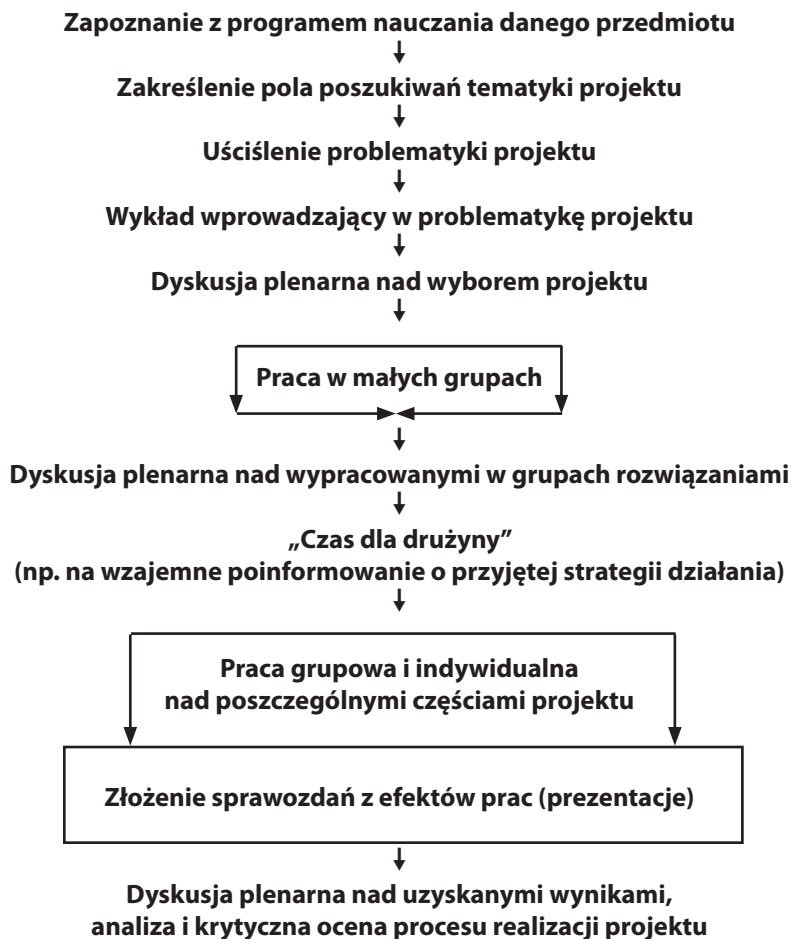 Zapoznanie z programem nauczania danego przedmiotu
Zakreślenie pola poszukiwań tematyki projektu
Uściślenie problematyki projektu
Wykład wprowadzający w problematykę projektu
Dyskusja plenarna nad wyborem projektu
Praca w małych grupach
Dyskusja plenarna nad wypracowanymi w grupach rozwiązaniami
„Czas dla drużyny”
(np. na wzajemne poinformowanie o przyjętej strategii działania)
Praca grupowa i indywidualna
nad poszczególnymi częściami projektu
Złożenie sprawozdań z efektów prac (prezentacje)
Dyskusja plenarna nad uzyskanymi wynikami,
analiza i krytyczna ocena procesu realizacji projektu